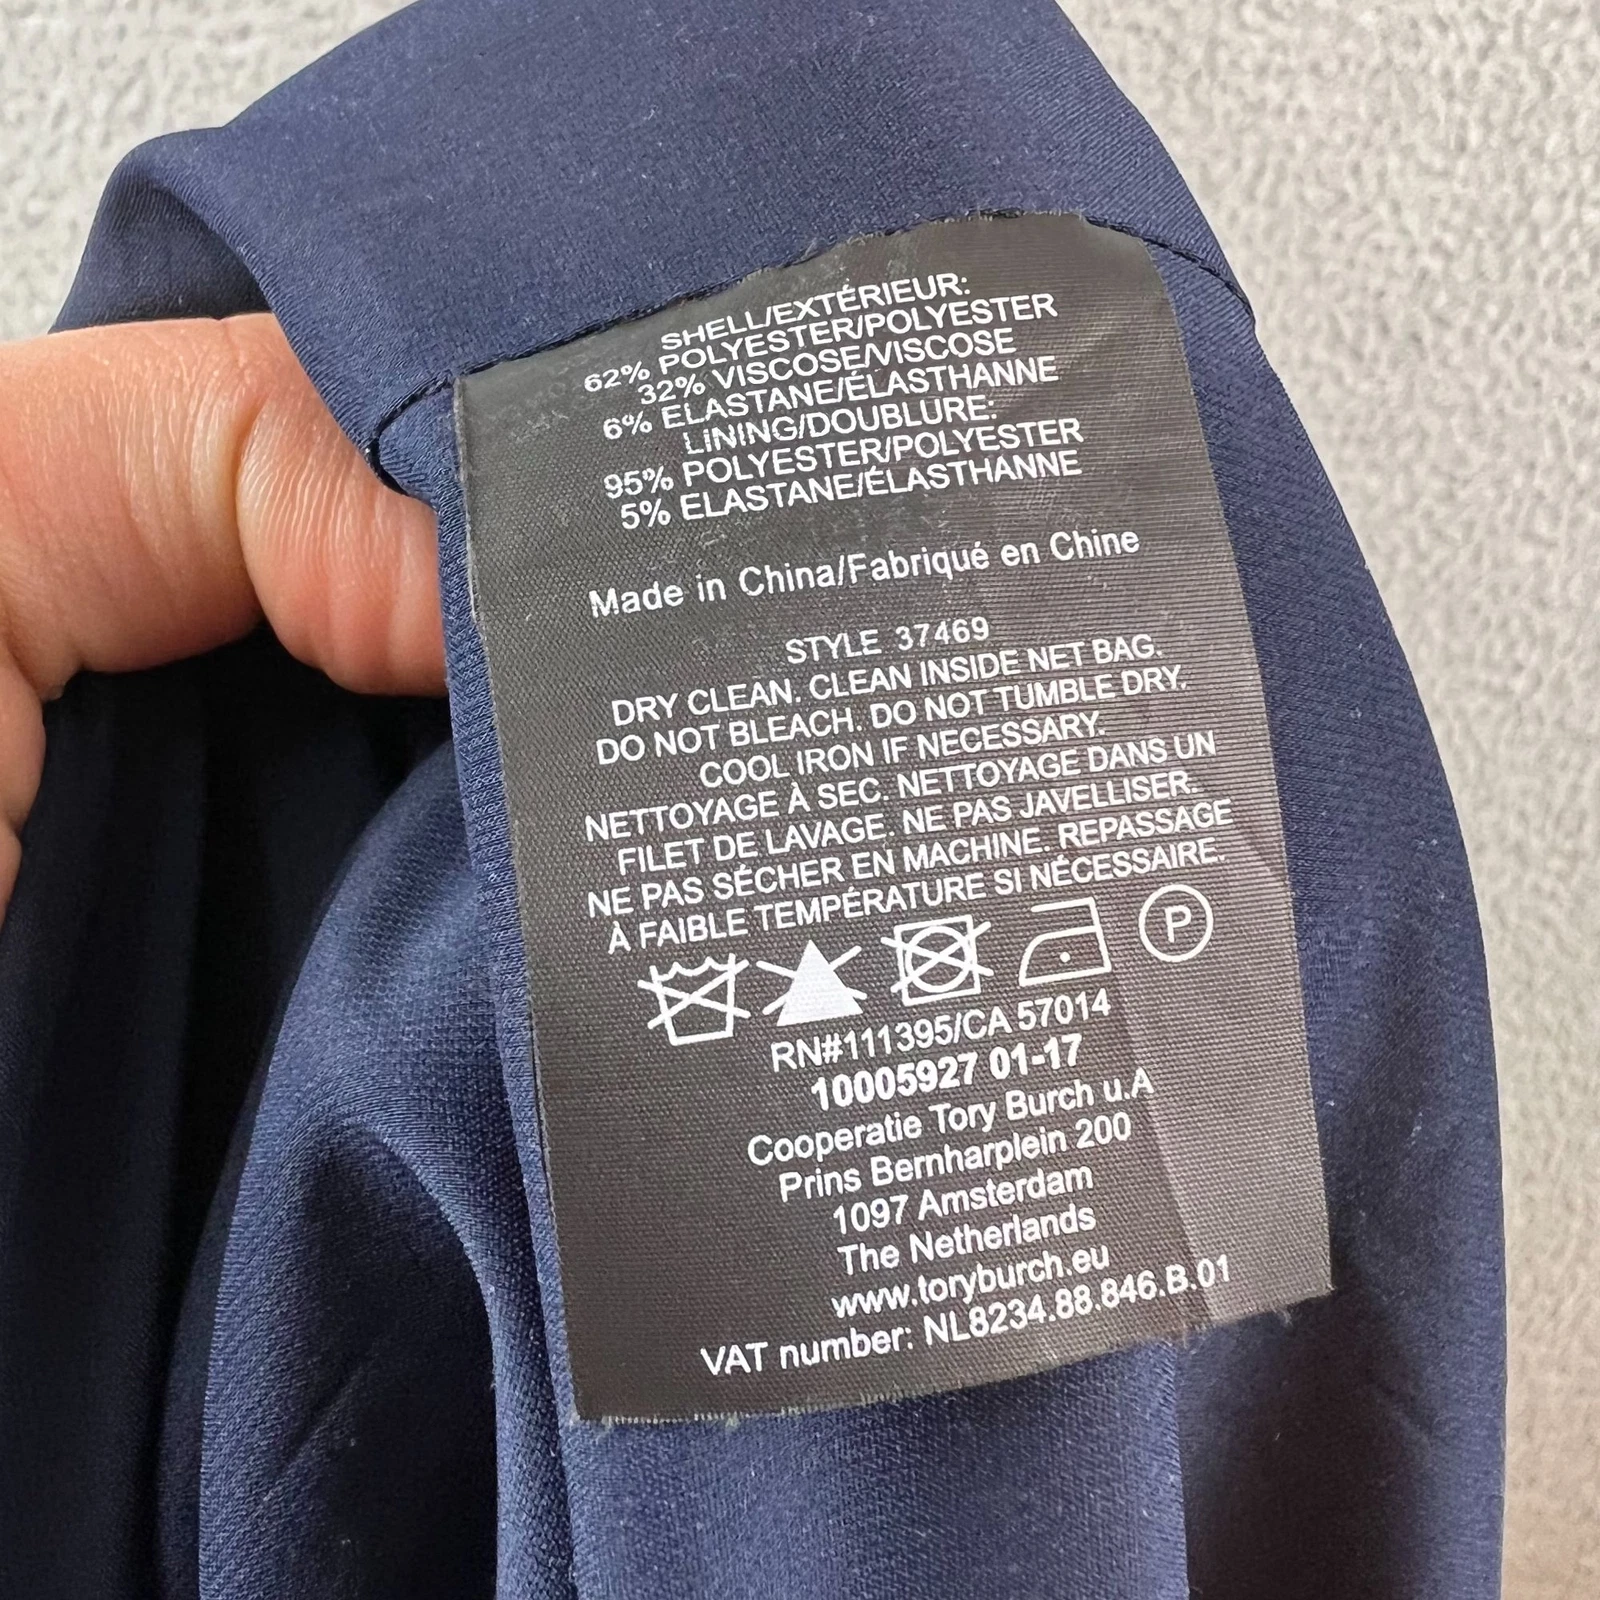 SHELL/EXTÉRIEUR:
62% POLYESTER/POLYESTER
32% VISCOSE/VISCOSE
6% ELASTANE/ÉLASTHANNE
LINING/DOUBLURE:
95% POLYESTER/POLYESTER
5% ELASTANE/ÉLASTHANNE
Made in China/Fabriqué en Chine
STYLE 37469
DRY CLEAN. CLEAN INSIDE NET BAG.
DO NOT BLEACH. DO NOT TUMBLE DRY.
COOL IRON IF NECESSARY.
NETTOYAGE À SEC. NETTOYAGE DANS UN
FILET DE LAVAGE. NE PAS JAVELLISER.
NE PAS SÉCHER EN MACHINE. REPASSAGE
À FAIBLE TEMPÉRATURE SI NÉCESSAIRE.
P
RN#111395/CA 57014
10005927 01-17
Cooperatie Tory Burch u.A
Prins Bernharplein 200
1097 Amsterdam
The Netherlands
www.toryburch.eu
VAT number: NL8234.88.846.B.01